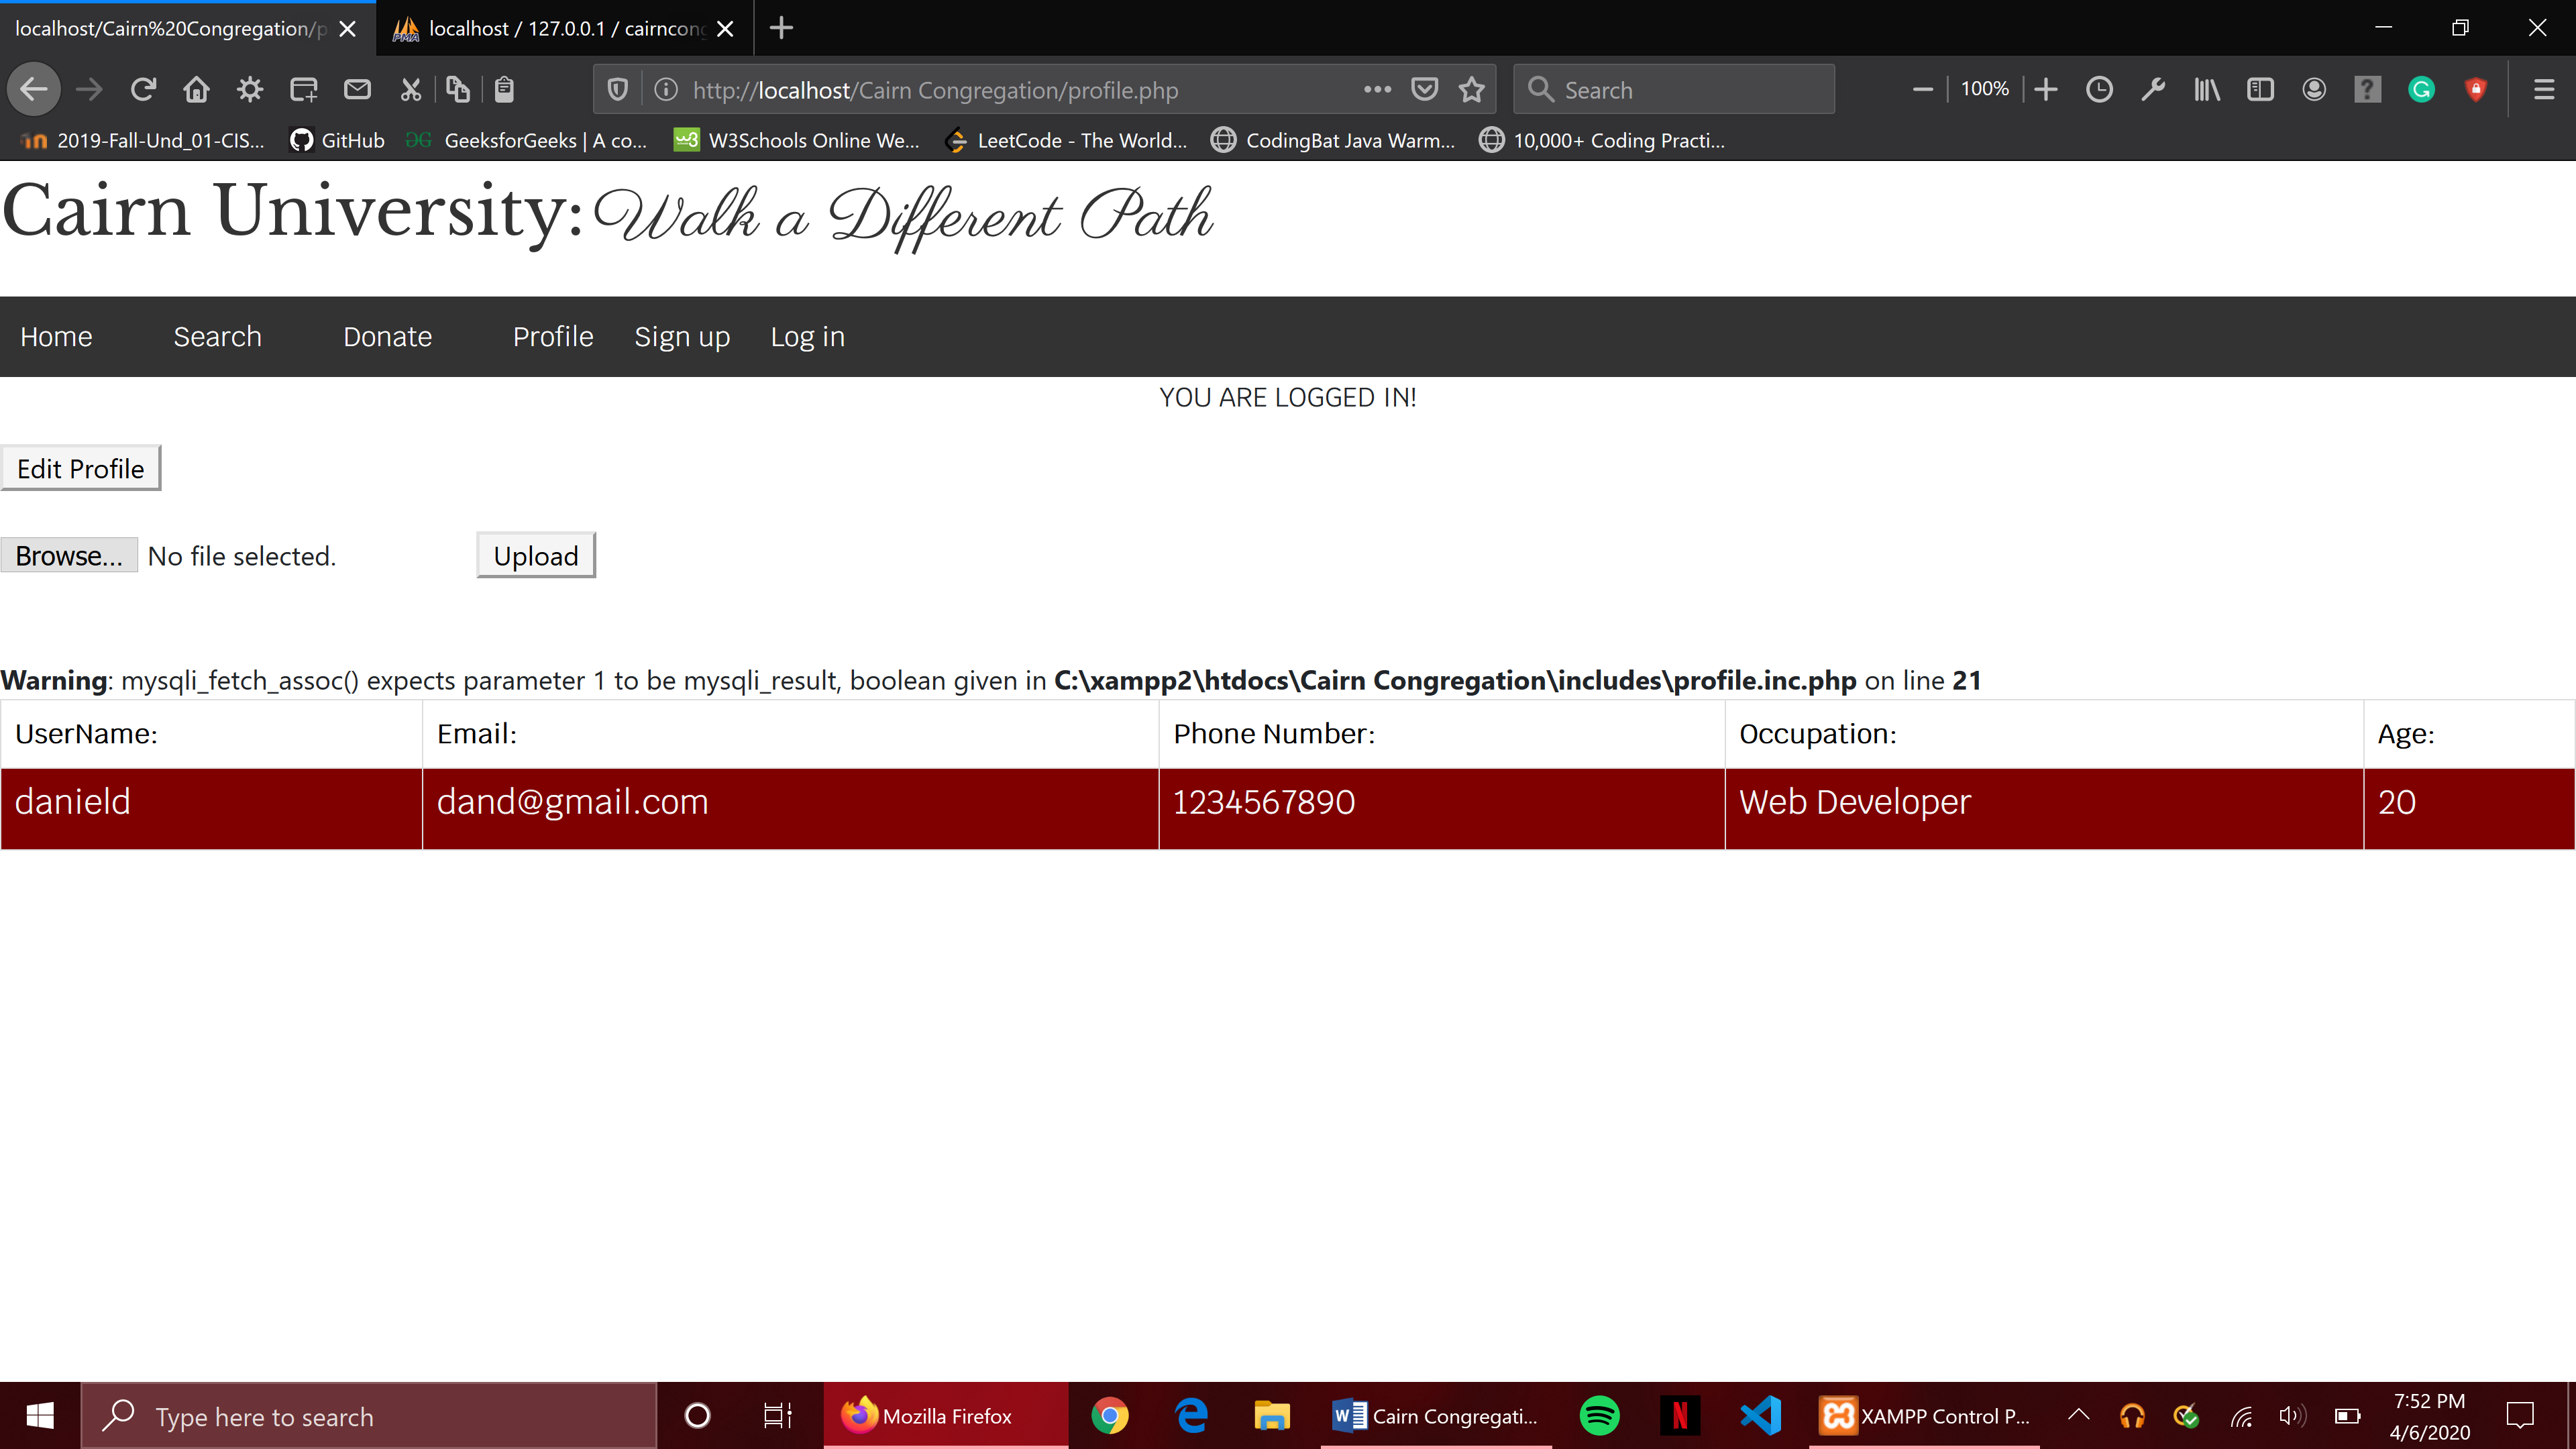 localhost/Cairn%20Congregation/p
localhost / 127.0.0.1 / cairncong
http://localhost/Cairn Congregation/profile.php
Search
100%
2019-Fall-Und_01-CIS...
GitHub
GeeksforGeeks | A co...
W3Schools Online We...
LeetCode - The World...
CodingBat Java Warm...
10,000+ Coding Practi...
Cairn University: Walk a Different Path
Home Search Donate Profile Sign up Log in
YOU ARE LOGGED IN!
Edit Profile
Browse... No file selected. Upload
Warning: mysqli_fetch_assoc() expects parameter 1 to be mysqli_result, boolean given in C:\xampp2\htdocs\Cairn Congregation\includes\profile.inc.php on line 21
UserName: Email: Phone Number: Occupation: Age:
danield dand@gmail.com 1234567890 Web Developer 20
Type here to search
Mozilla Firefox
Cairn Congregati...
XAMPP Control P...
7:52 PM
4/6/2020